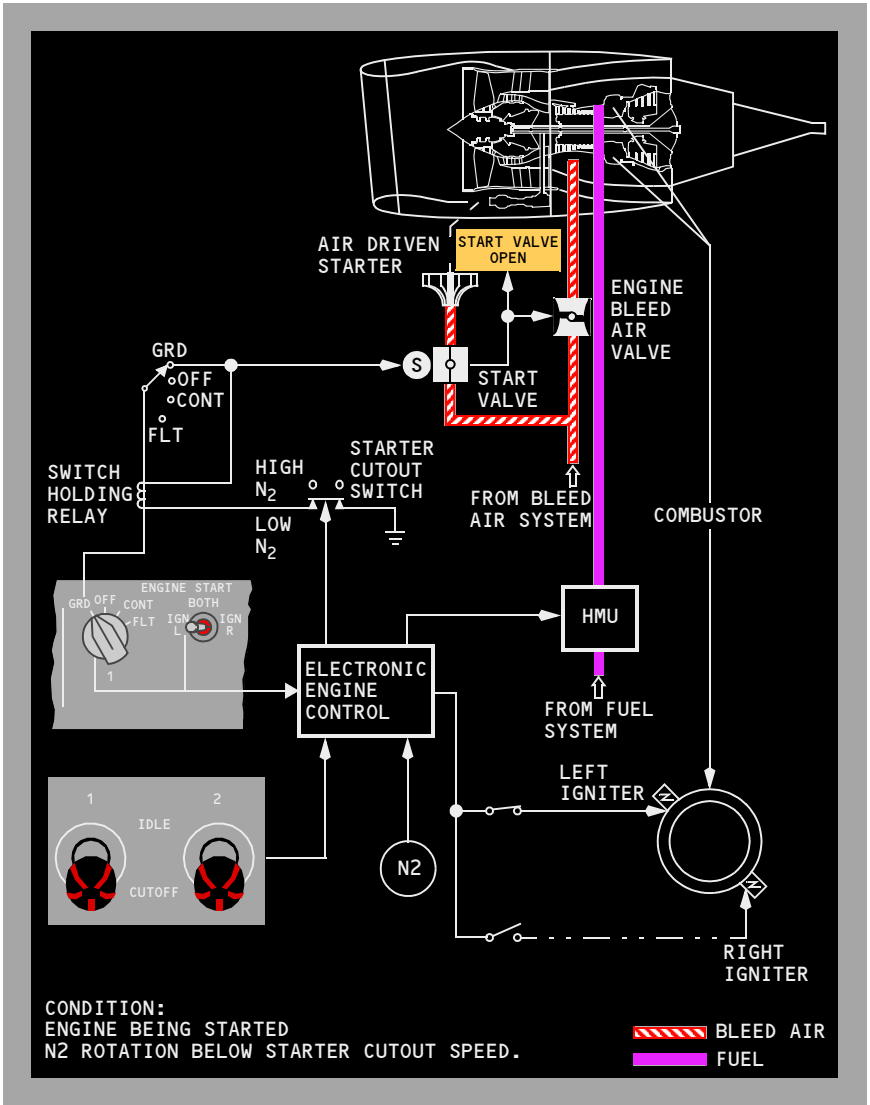 AIR DRIVEN
STARTER
START VALVE
OPEN
ENGINE
BLEED
AIR
VALVE
GRD
OFF
CONT
FLT
S
START
VALVE
SWITCH
HOLDING
RELAY
HIGH
N2
LOW
N2
STARTER
CUTOUT
SWITCH
FROM BLEED
AIR SYSTEM
COMBUSTOR
ENGINE START
GRD OFF CONT
FLT
BOTH
IGN
L
IGN
R
1
HMU
ELECTRONIC
ENGINE
CONTROL
FROM FUEL
SYSTEM
1 2
IDLE
CUTOFF
N2
LEFT
IGNITER
RIGHT
IGNITER
CONDITION:
ENGINE BEING STARTED
N2 ROTATION BELOW STARTER CUTOUT SPEED.
BLEED AIR
FUEL